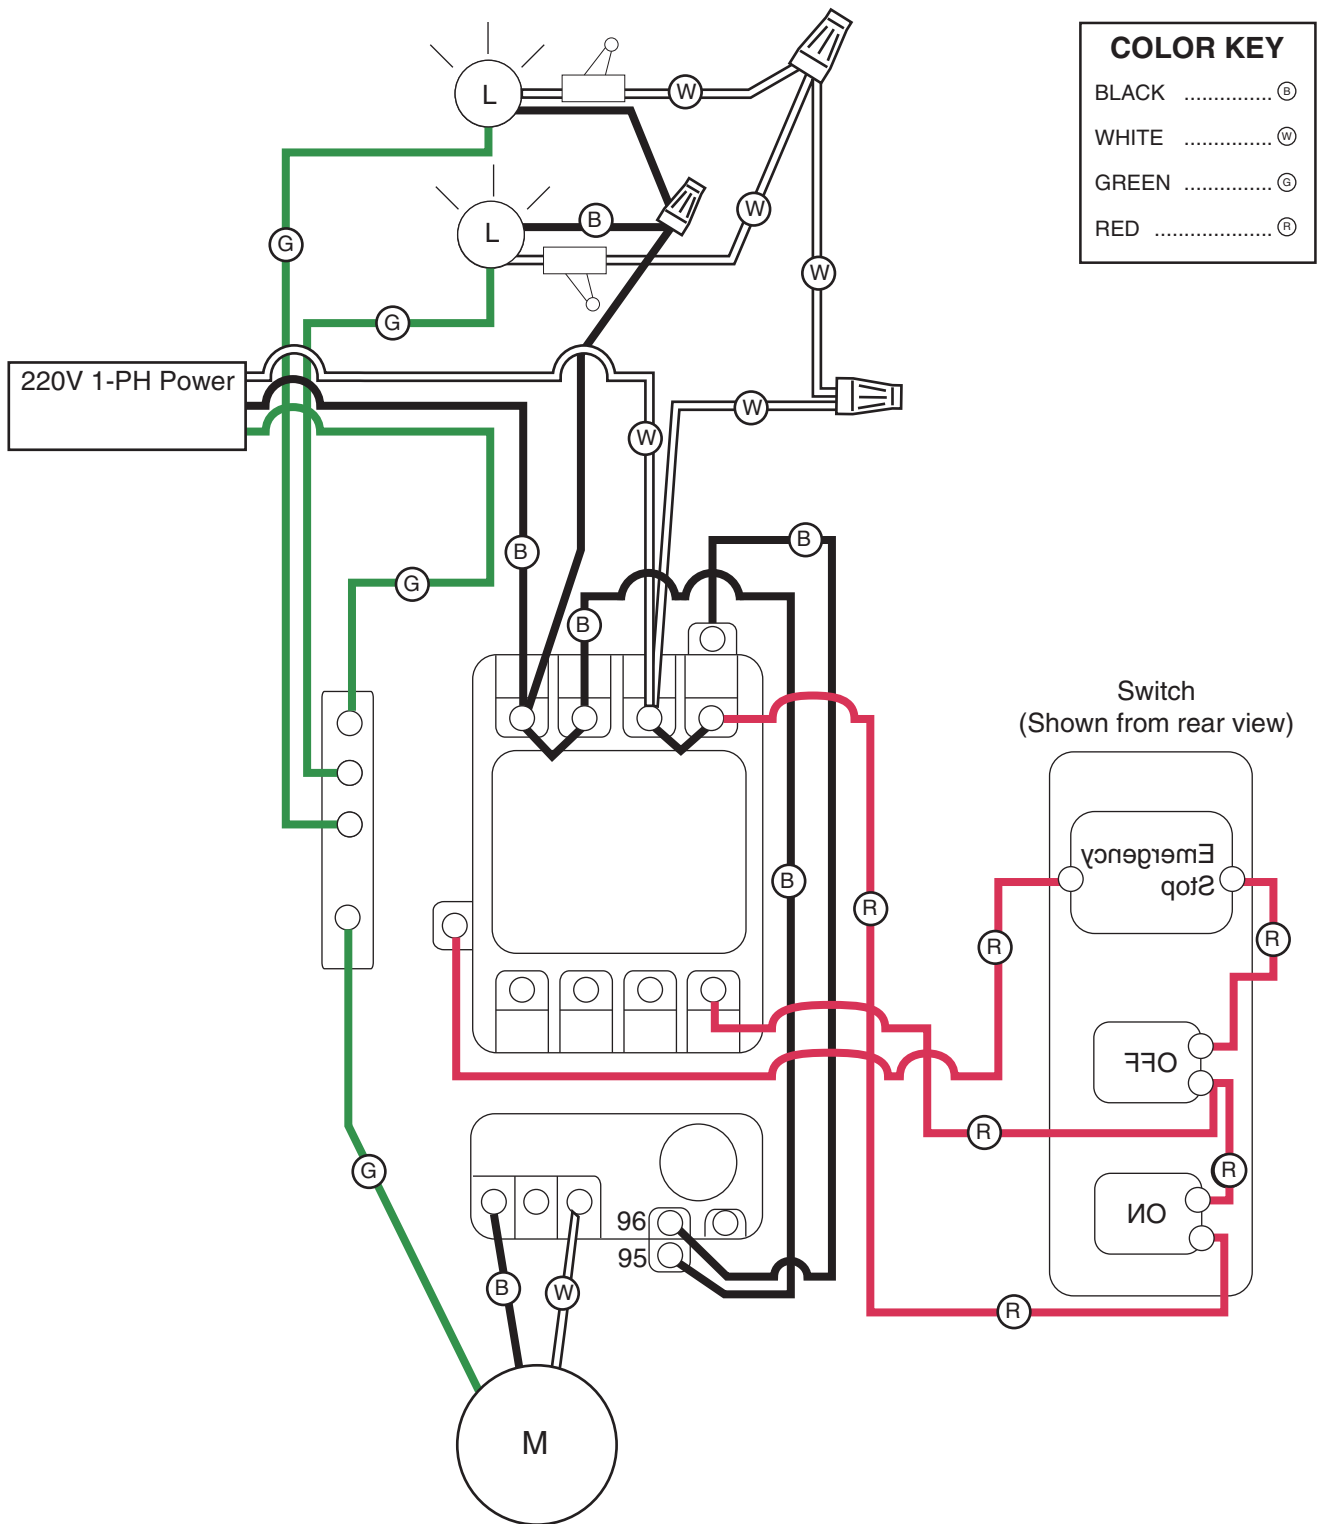 COLOR KEY
BLACK ............... B
WHITE ............... W
GREEN ............... G
RED .................... R
L
W
L
B
W
G
W
G
220V 1-PH Power
W
W
B
B
G
B
Switch
(Shown from rear view)
Emergency
Stop
B
R
R
R
OFF
R
G
R
ON
96
95
B
W
R
M